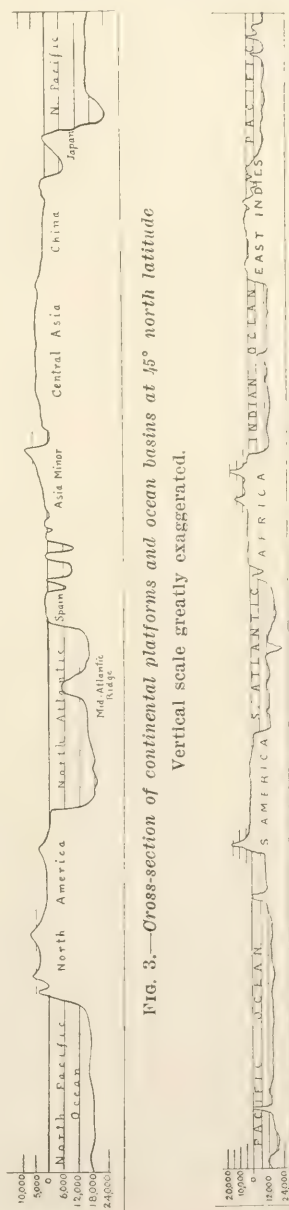 10,000
5,000
0
6,000
12,000
18,000
24,000
North Pacific
Ocean
North America
North Atlantic
Mid-Atlantic
Ridge
Spain
Asia Minor
Central Asia
China
Japan
N. Pacific
FIG. 3.—Cross-section of continental platforms and ocean basins at 45° north latitude
Vertical scale greatly exaggerated.
20,000
10,000
0
12,000
24,000
PACIFIC OCEAN
S AMERICA
S. ATLANTIC
AFRICA
INDIAN OCEAN
EAST INDIES
PACIFIC